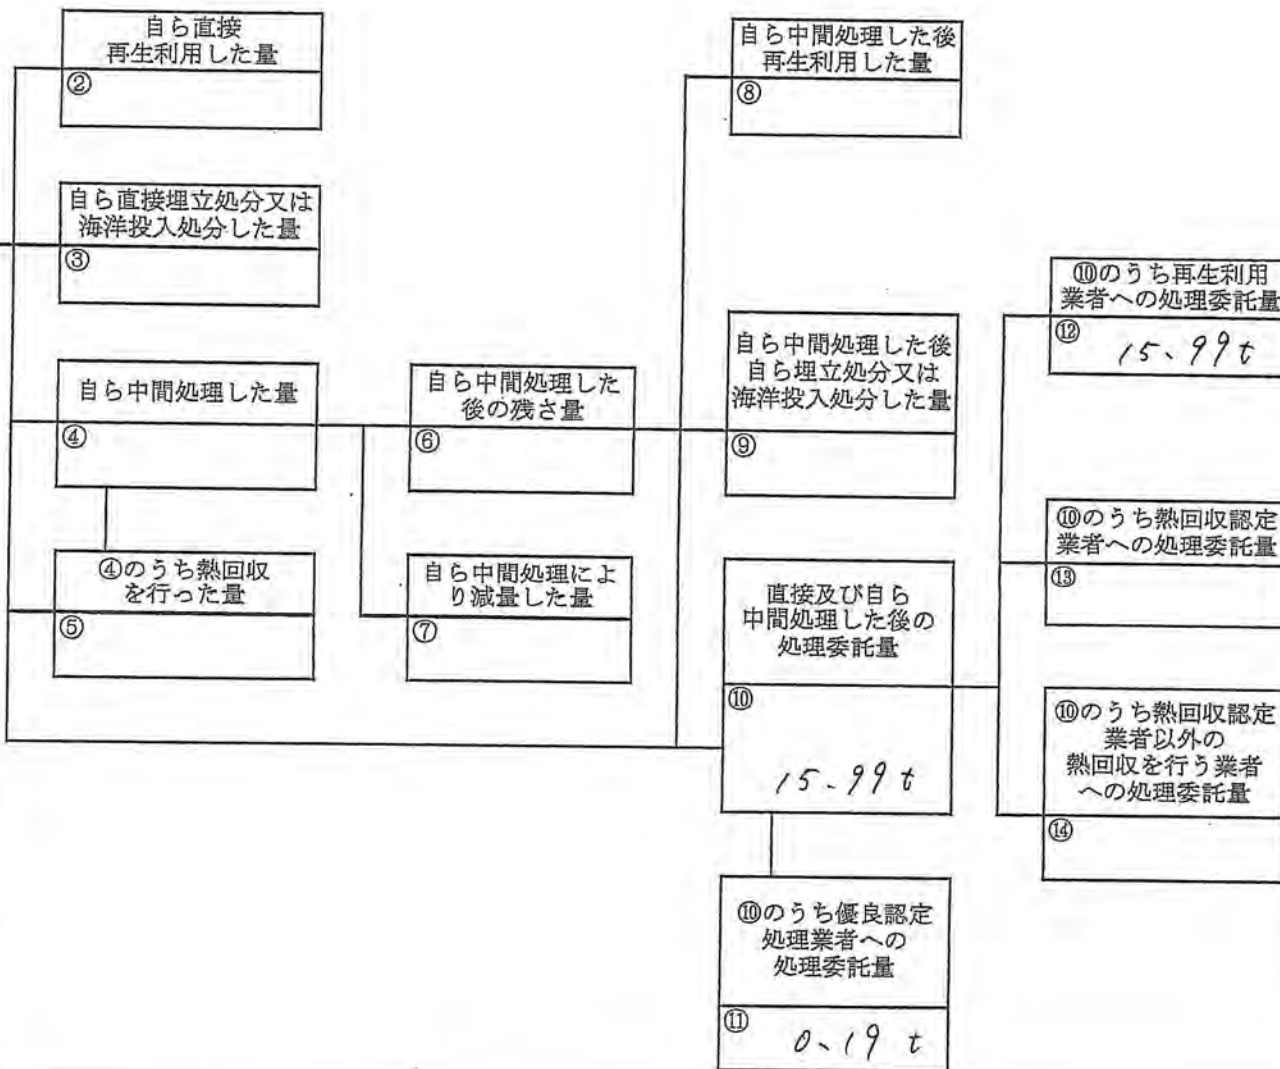 自ら直接
再生利用した量
②
自ら直接埋立処分又は
海洋投入処分した量
③
自ら中間処理した量
④
④のうち熱回収
を行った量
⑤
自ら中間処理した
後の残さ量
⑥
自ら中間処理によ
り減量した量
⑦
自ら中間処理した後
再生利用した量
⑧
自ら中間処理した後
自ら埋立処分又は
海洋投入処分した量
⑨
直接及び自ら
中間処理した後の
処理委託量
⑩
15.99t
⑩のうち優良認定
処理業者への
処理委託量
⑪
0.19 t
⑩のうち再生利用
業者への処理委託量
⑫
15.99t
⑩のうち熱回収認定
業者への処理委託量
⑬
⑩のうち熱回収認定
業者以外の
熱回収を行う業者
への処理委託量
⑭